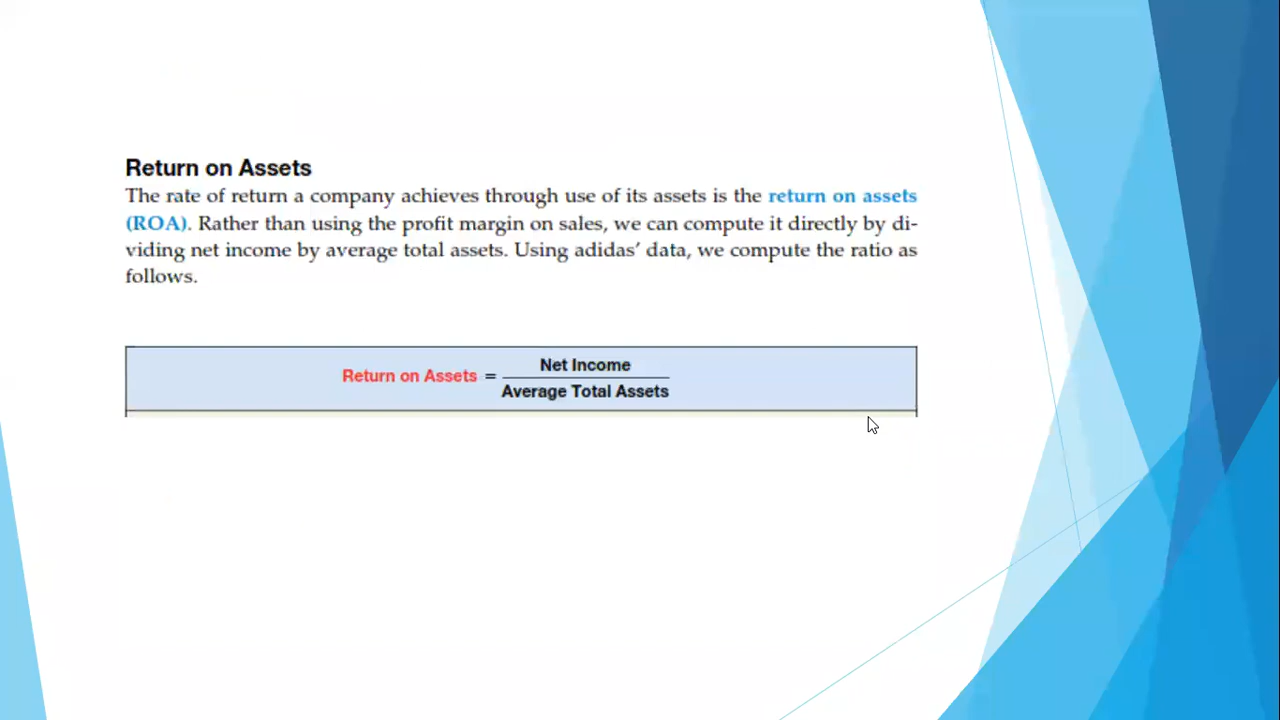 Return on Assets
The rate of return a company achieves through use of its assets is the return on assets
(ROA). Rather than using the profit margin on sales, we can compute it directly by di-
viding net income by average total assets. Using adidas’ data, we compute the ratio as
follows.
Return on Assets = Net Income
Average Total Assets